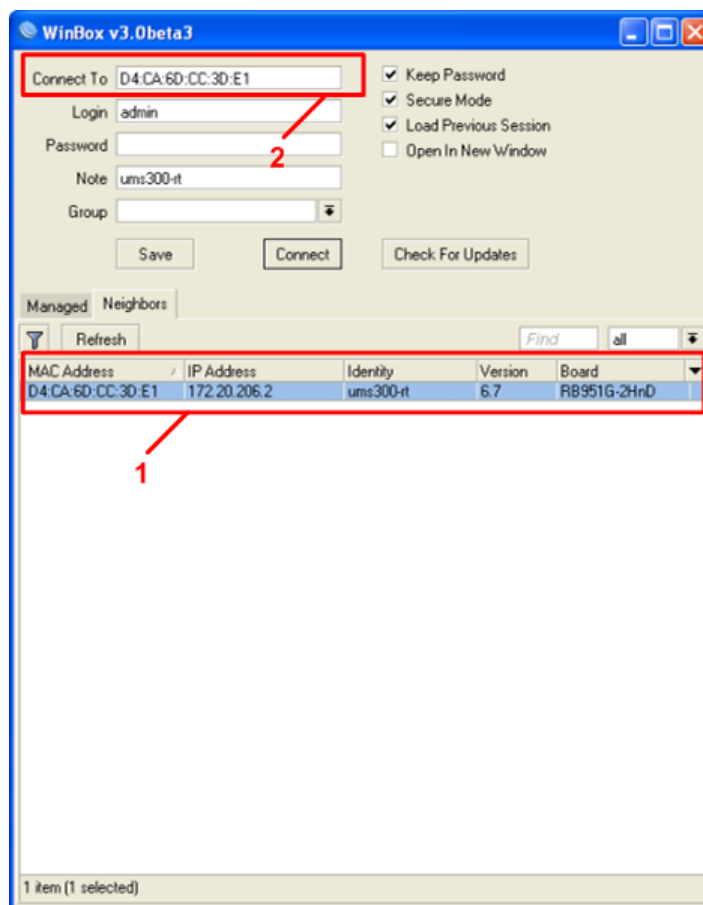 WinBox v3.0beta3
Connect To D4:CA:6D:CC:3D:E1
Keep Password
Login admin
Secure Mode
Load Previous Session
Password
2
Open In New Window
Note ums300-rt
Group
Save Connect Check For Updates
Managed Neighbors
Refresh Find all
MAC Address IP Address Identity Version Board
D4:CA:6D:CC:3D:E1 172.20.206.2 ums300-rt 6.7 RB951G-2HnD
1
1 item (1 selected)